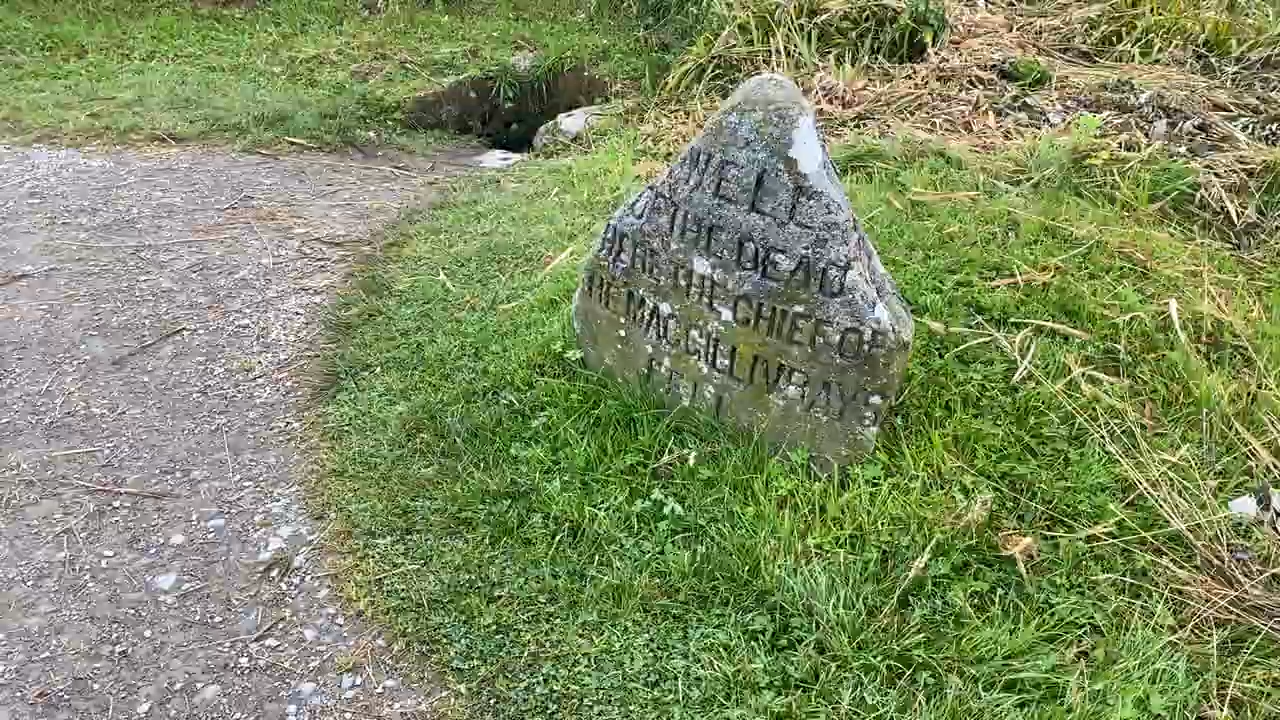 WELL
OF THE DEAD
HERE THE CHIEF OF
THE MAC GILLIVRAYS
FELL